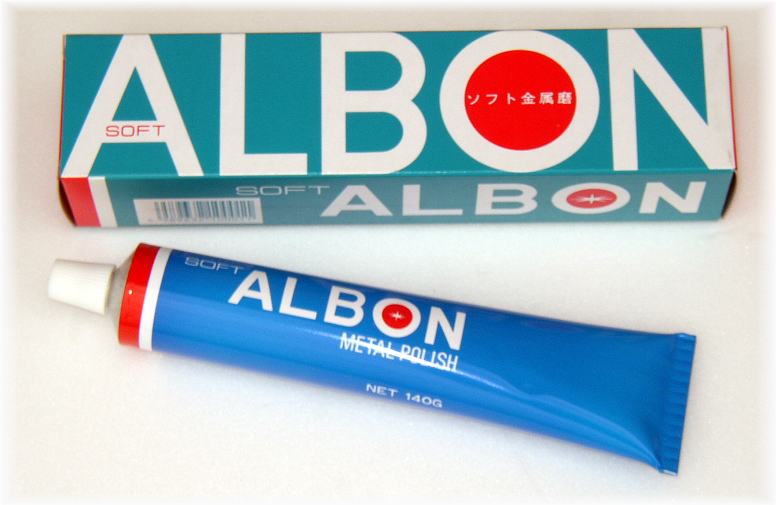 ALBON
SOFT
ソフト金属磨
SOFT ALBON
SOFT
ALBON
METAL POLISH
NET 140G